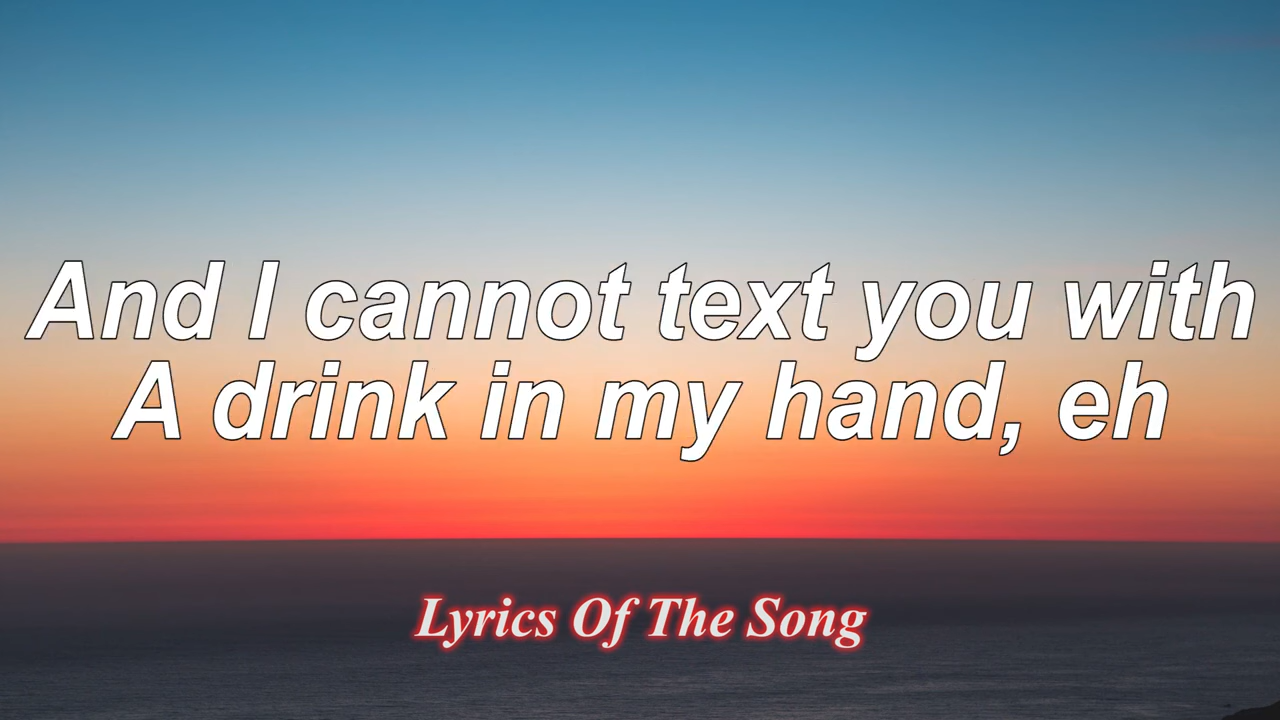 And I cannot text you with
A drink in my hand, eh
Lyrics Of The Song